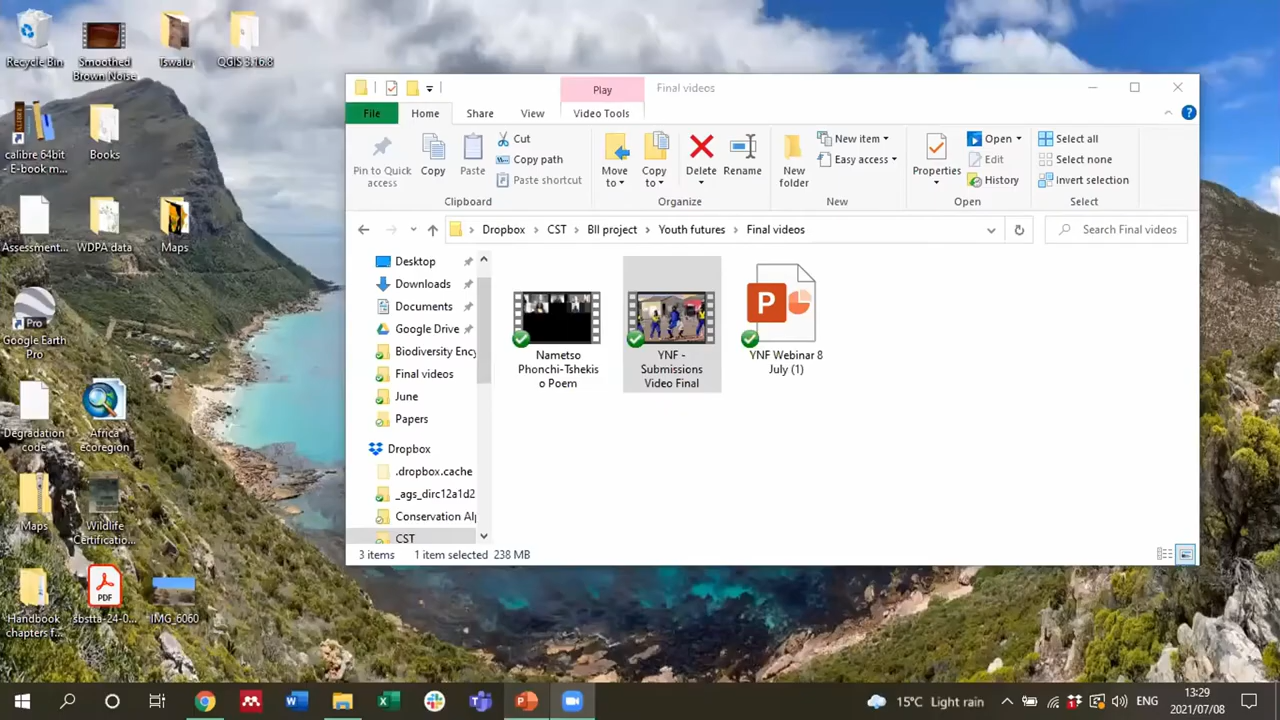 Recycle Bin
Smoothed
Brown Noise
Tswalu
QGIS 3.16.8
calibre 64bit
- E-book m...
Books
Assessment...
WDPA data
Maps
Pro
Google Earth
Pro
Degradation
code
Africa
ecoregion
Maps
Wildlife
Certificatio...
Handbook
chapters f...
PDF
sbstta-24-0...
IMG_6060
Play
Final videos
File
Home
Share
View
Video Tools
Pin to Quick
access
Copy
Paste
Cut
Copy path
Paste shortcut
Clipboard
Move
to
Copy
to
Delete
Rename
Organize
New
folder
New item
Easy access
New
Properties
Open
Edit
History
Open
Select all
Select none
Invert selection
Select
Dropbox
CST
BII project
Youth futures
Final videos
Search Final videos
Desktop
Downloads
Documents
Google Drive
Biodiversity Ency
Final videos
June
Papers
Dropbox
.dropbox.cache
_ags_dirc12a1d2
Conservation Alp
CST
Nametso
Phonchi-Tsheki
o Poem
YNF -
Submissions
Video Final
P
YNF Webinar 8
July (1)
3 items
1 item selected 238 MB
15°C Light rain
ENG
13:29
2021/07/08